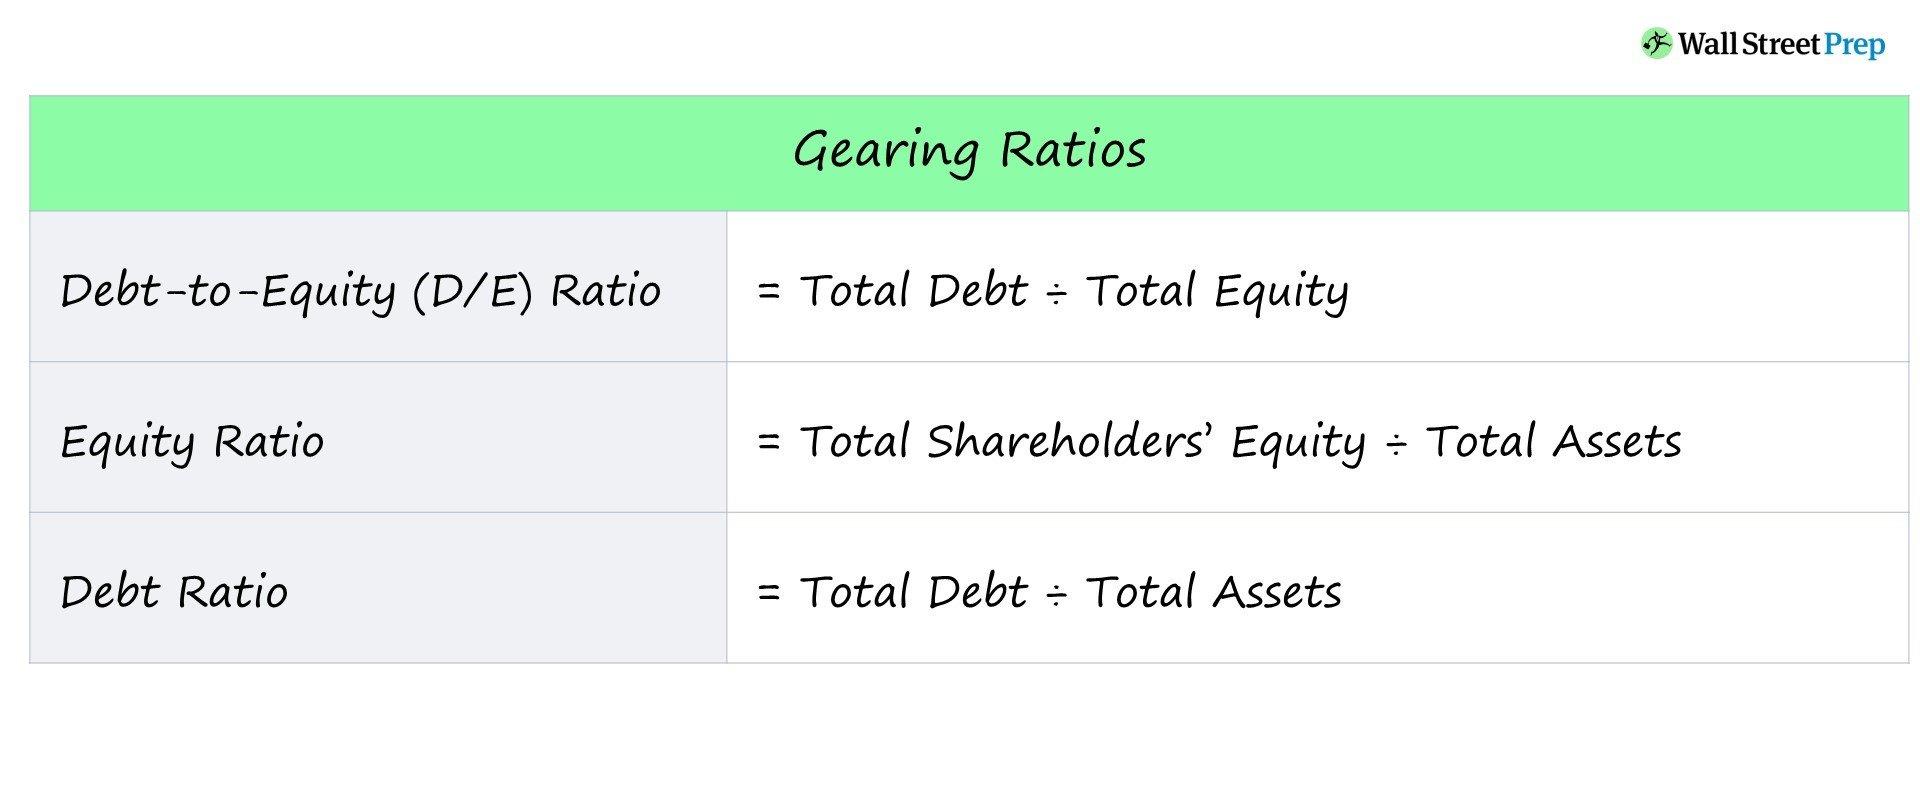 Wall Street Prep
Gearing Ratios
Debt-to-Equity (D/E) Ratio
= Total Debt ÷ Total Equity
Equity Ratio
= Total Shareholders’ Equity ÷ Total Assets
Debt Ratio
= Total Debt ÷ Total Assets